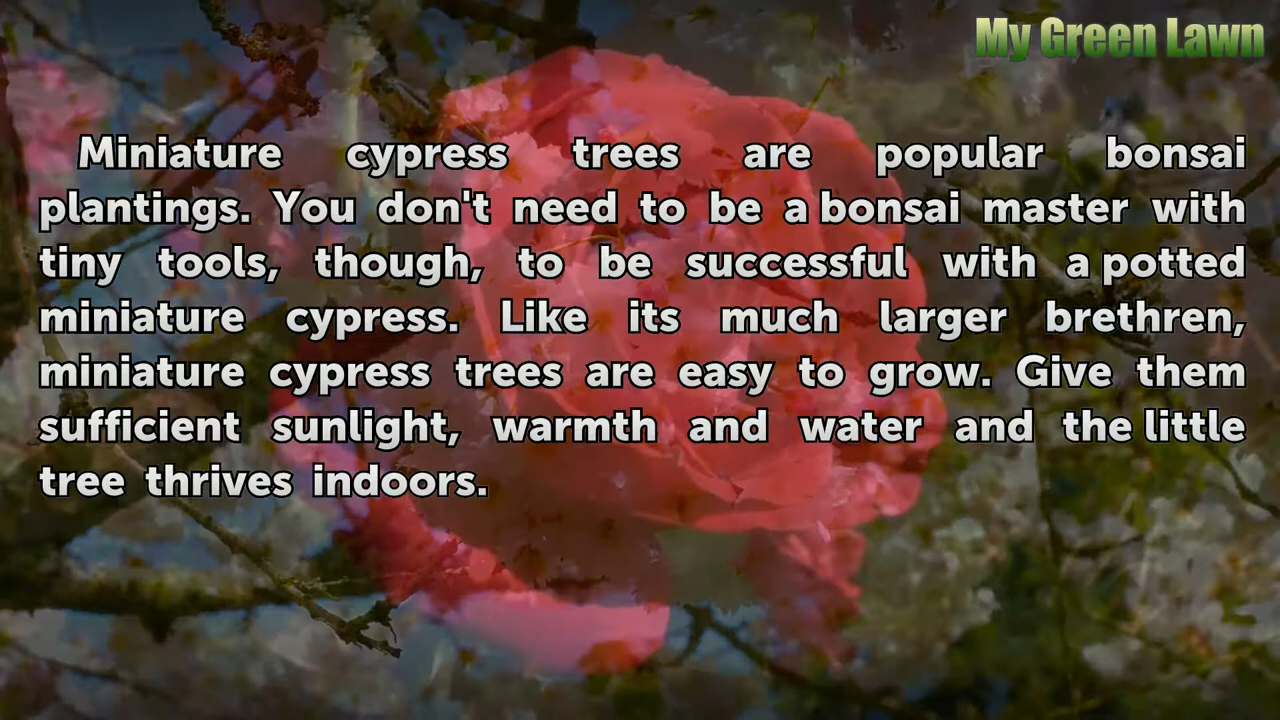 My Green Lawn
Miniature cypress trees are popular bonsai
plantings. You don't need to be a bonsai master with
tiny tools, though, to be successful with a potted
miniature cypress. Like its much larger brethren,
miniature cypress trees are easy to grow. Give them
sufficient sunlight, warmth and water and the little
tree thrives indoors.